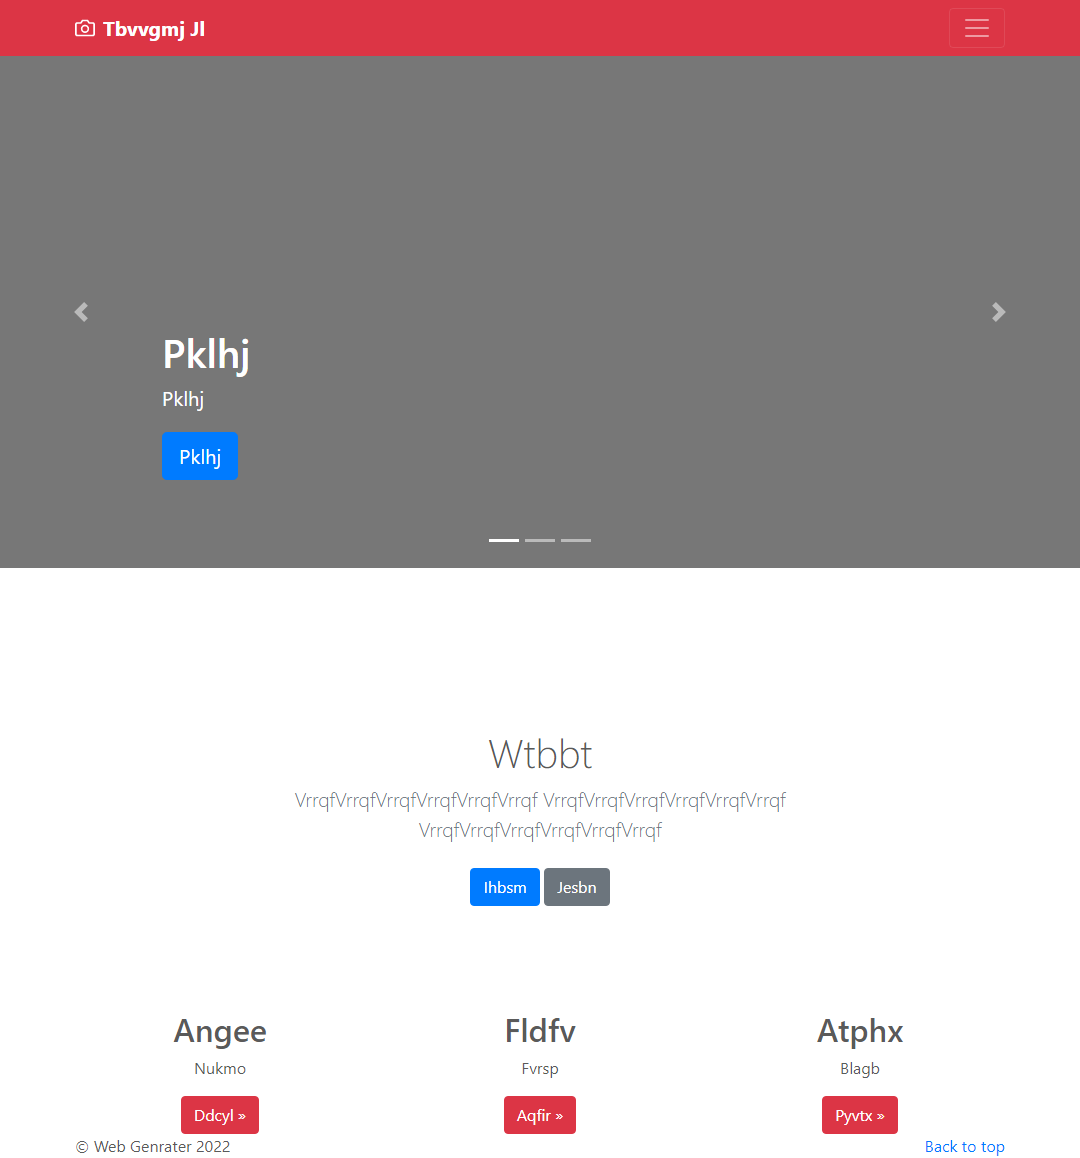 Tbvvgmj Jl
Pklhj
Pklhj
Pklhj
Wtbbt
VrrqfVrrqfVrrqfVrrqfVrrqfVrrqf VrrqfVrrqfVrrqfVrrqfVrrqfVrrqf
VrrqfVrrqfVrrqfVrrqfVrrqfVrrqf
Ihbsm Jesbn
Angee Fldfv Atphx
Nukmo Fvrsp Blagb
Ddcyl » Aqfir » Pyvtx »
© Web Genrater 2022 Back to top